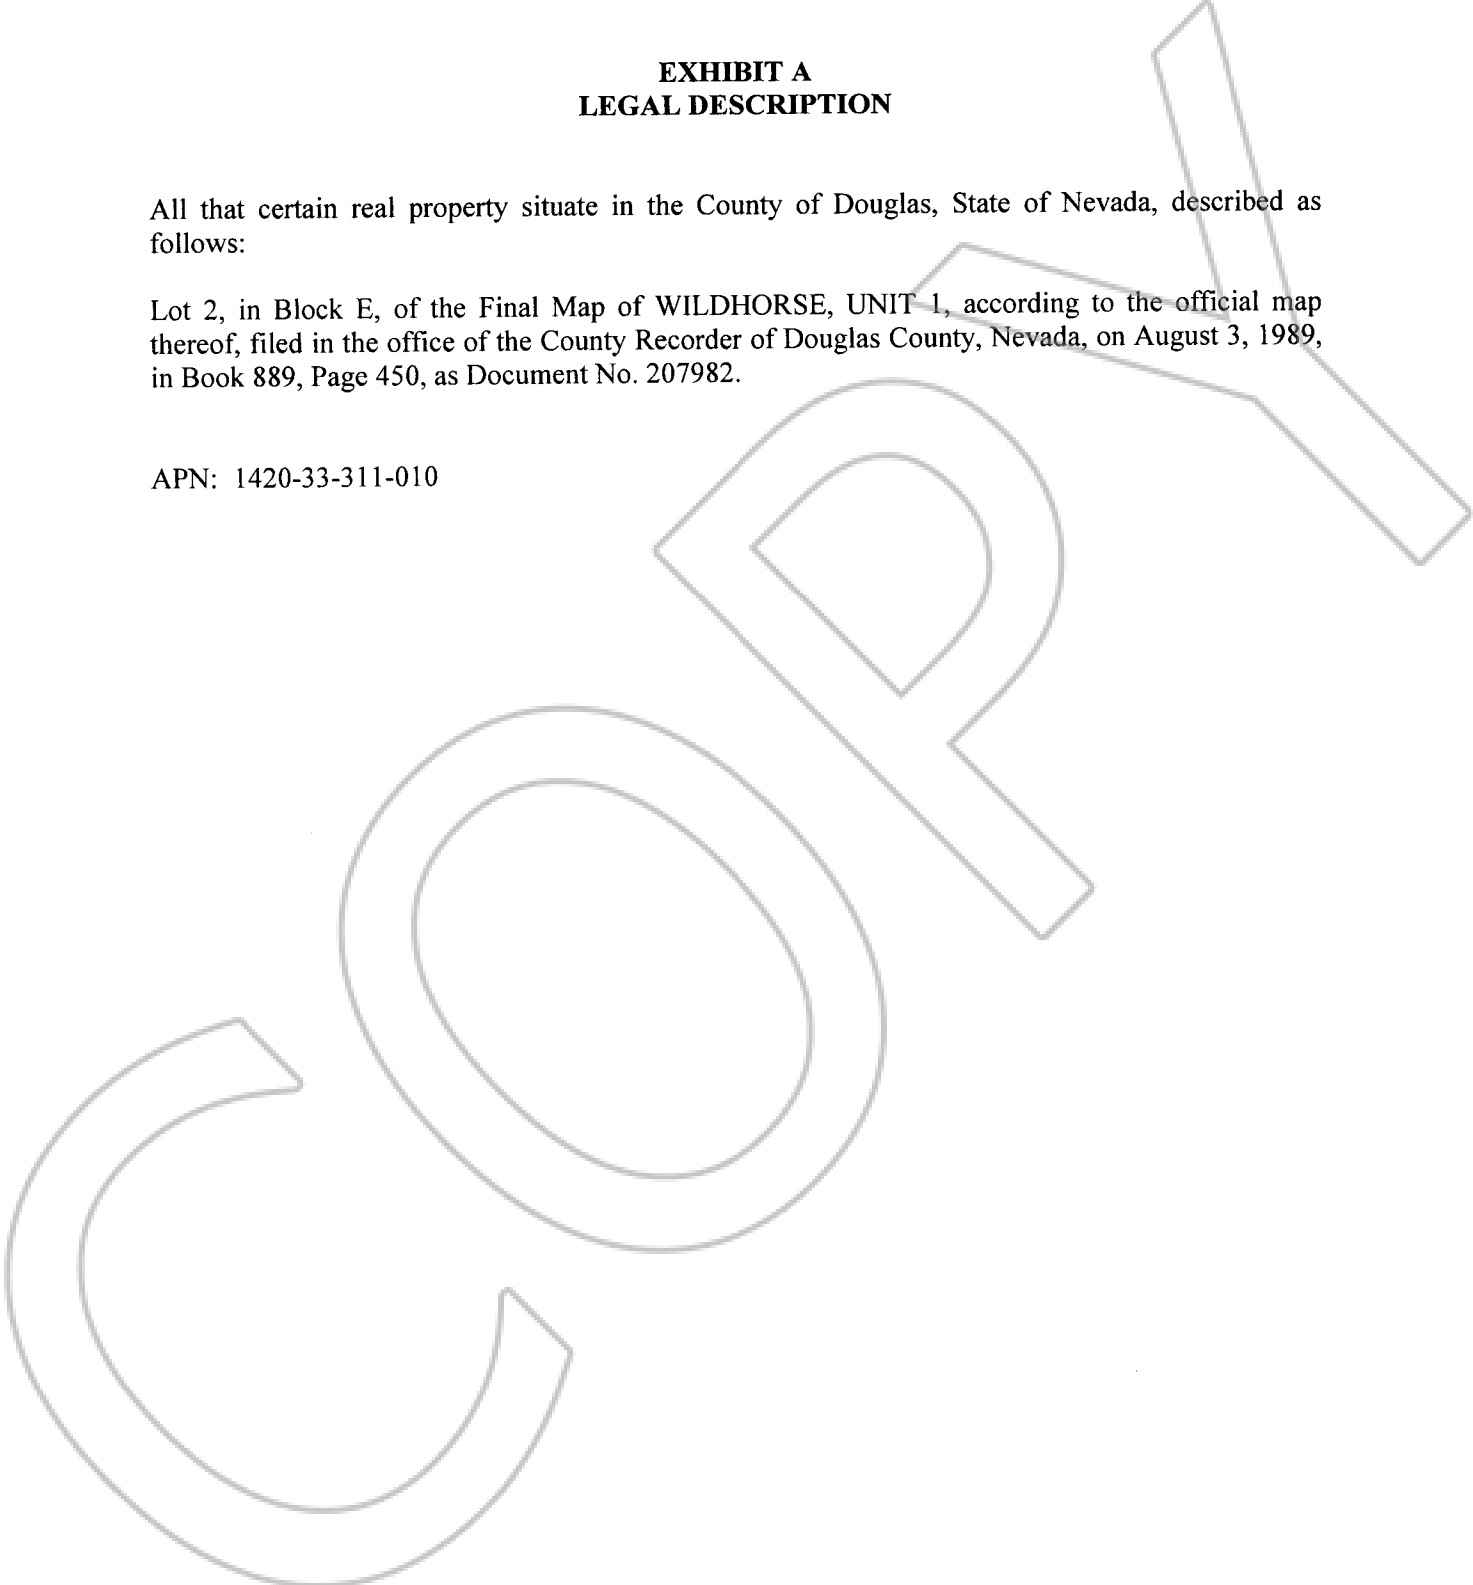 EXHIBIT A
LEGAL DESCRIPTION
All that certain real property situate in the County of Douglas, State of Nevada, described as
follows:
Lot 2, in Block E, of the Final Map of WILDHORSE, UNIT 1, according to the official map
thereof, filed in the office of the County Recorder of Douglas County, Nevada, on August 3, 1989,
in Book 889, Page 450, as Document No. 207982.
APN: 1420-33-311-010
COPY